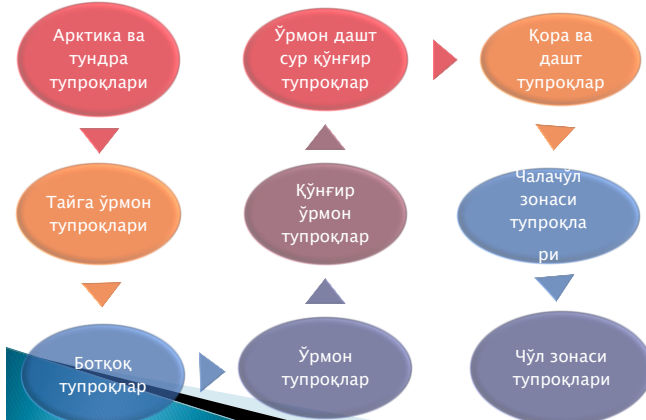 Арктика ва
тундра
тупроқлари
Тайга ўрмон
тупроқлари
Ботқоқ
тупроқлар
Ўрмон
тупроқлар
Қўнғир
ўрмон
тупроқлар
Ўрмон дашт
сур қўнғир
тупроқлар
Қора ва
дашт
тупроқлар
Чалачўл
зонаси
тупроқла
ри
Чўл зонаси
тупроқлари